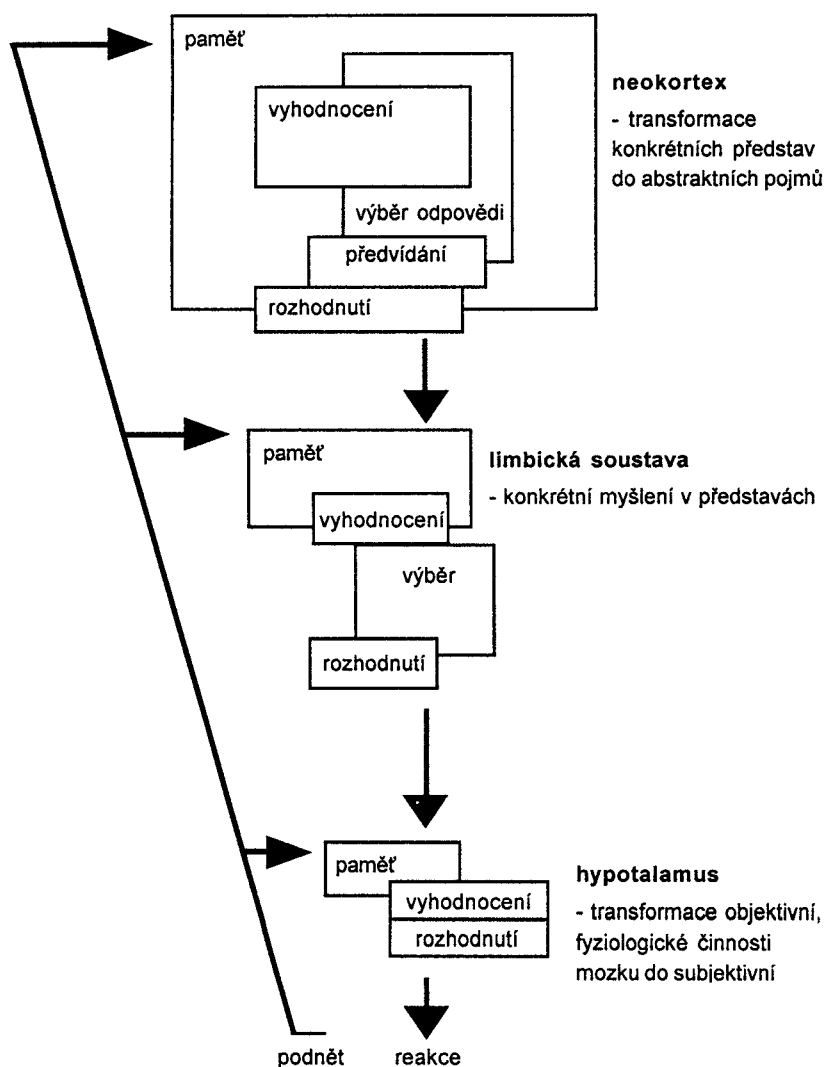 paměť
vyhodnocení
výběr odpovědi
předvídání
rozhodnutí
neokortex
- transformace
konkrétních představ
do abstraktních pojmů
paměť
vyhodnocení
výběr
rozhodnutí
limbická soustava
- konkrétní myšlení v představách
paměť
vyhodnocení
rozhodnutí
hypotalamus
- transformace objektivní,
fyziologické činnosti
mozku do subjektivní
podnět reakce